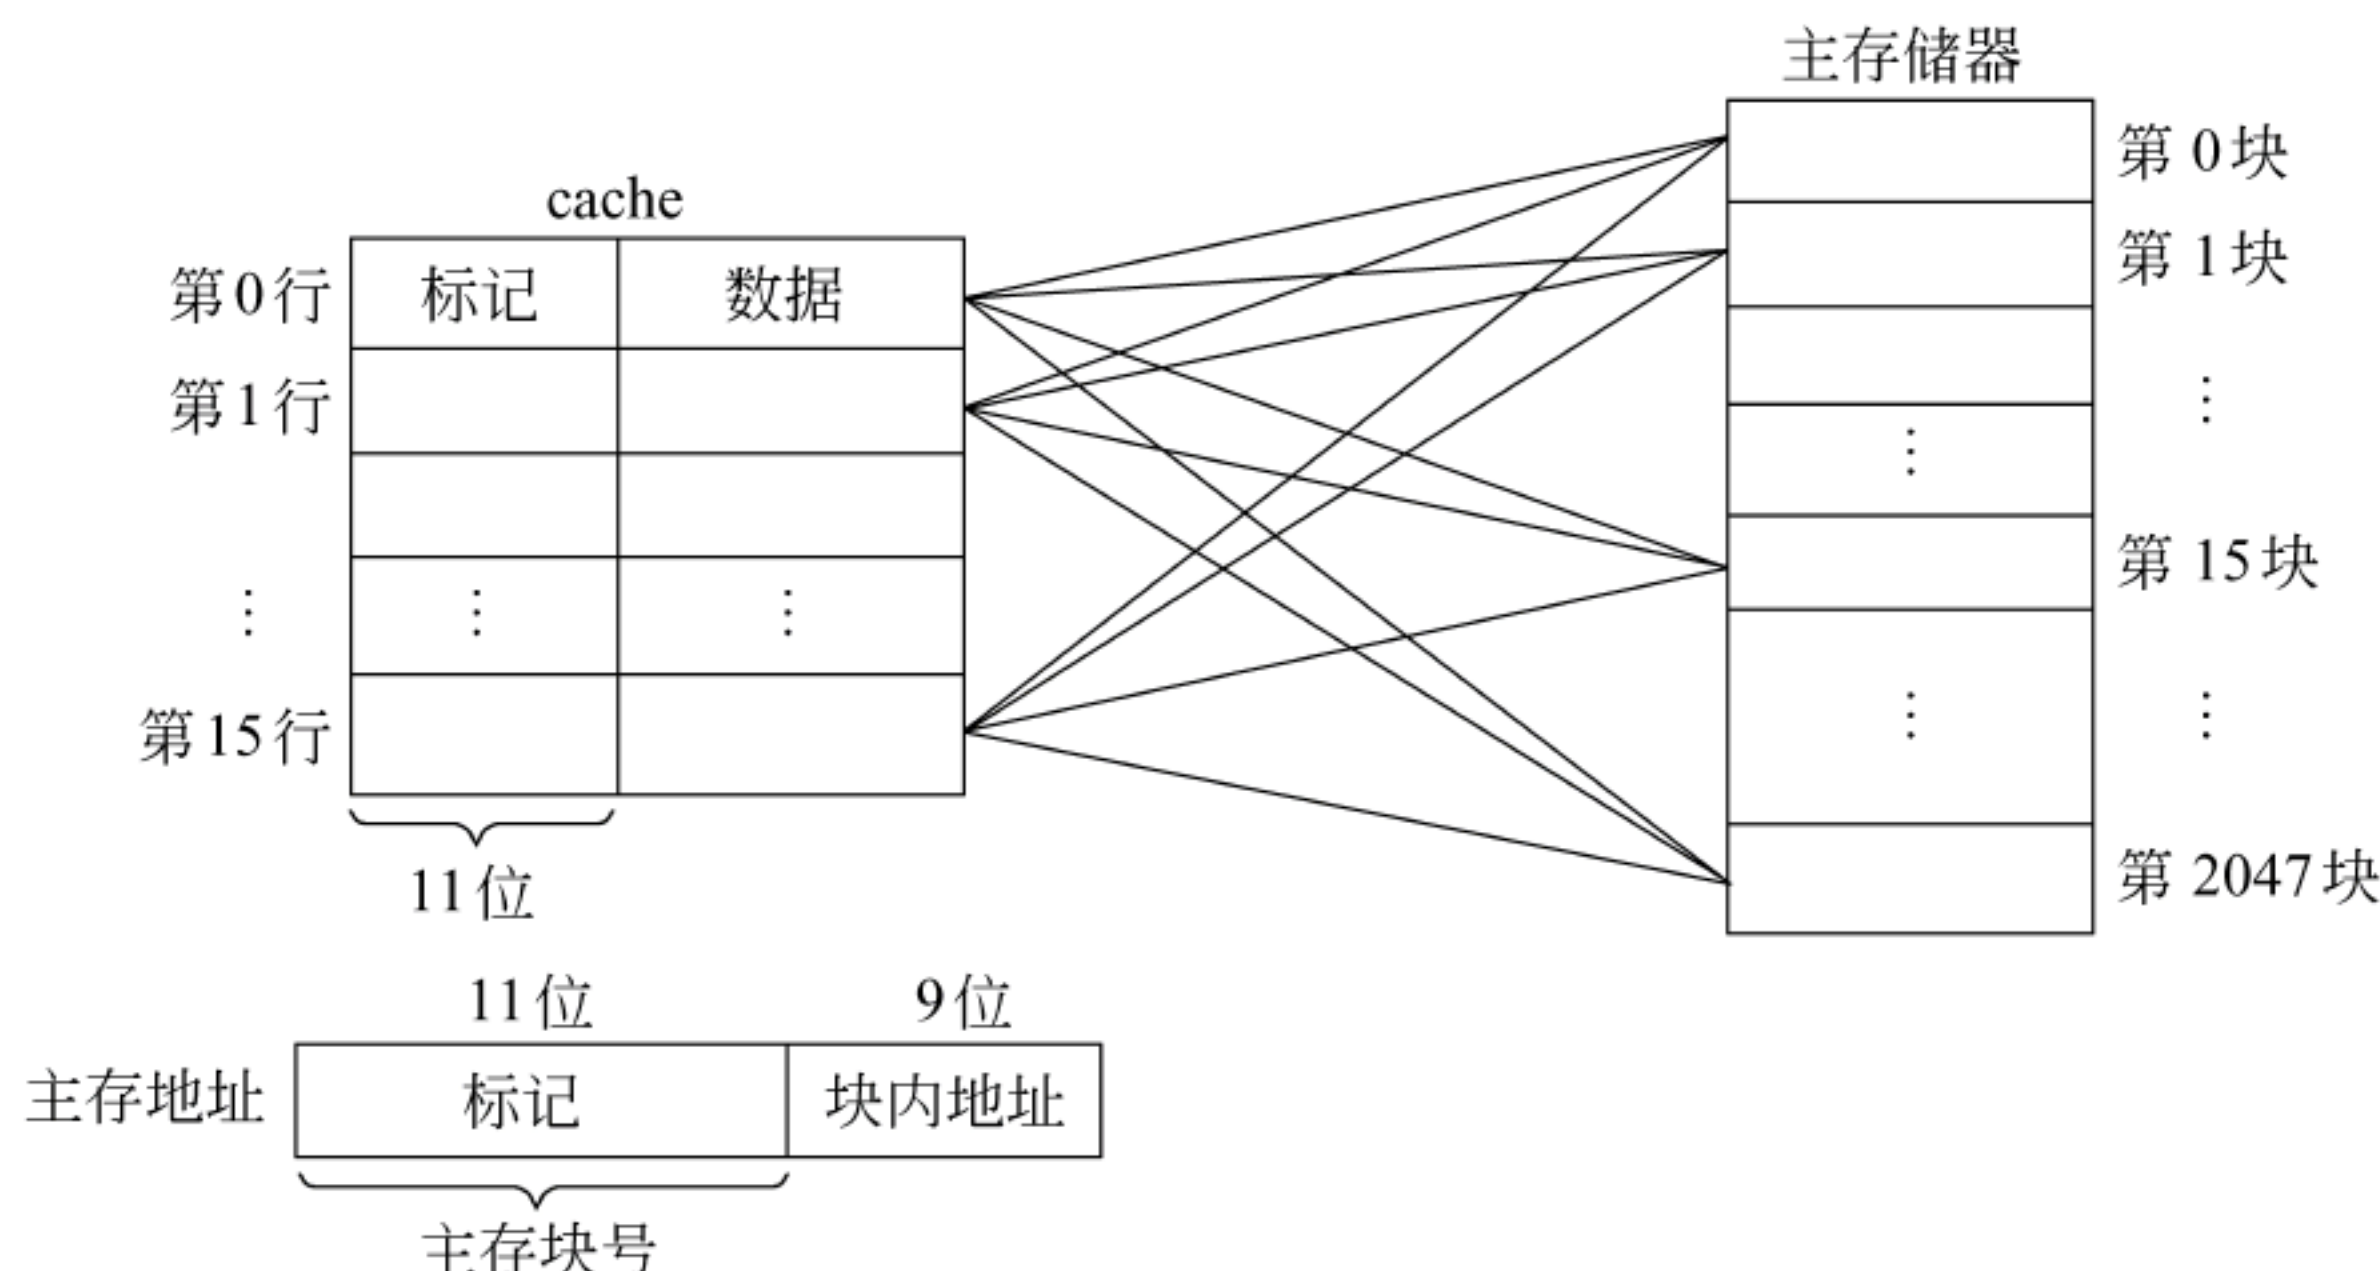 主存储器
第 0 块
cache
第 1 块
第 0 行 标记 数据
第 1 行
⋮
⋮
第 15 块
⋮ ⋮ ⋮
⋮ ⋮
第 15 行
第 2047 块
11 位
11 位 9 位
主存地址 标记 块内地址
主存块号